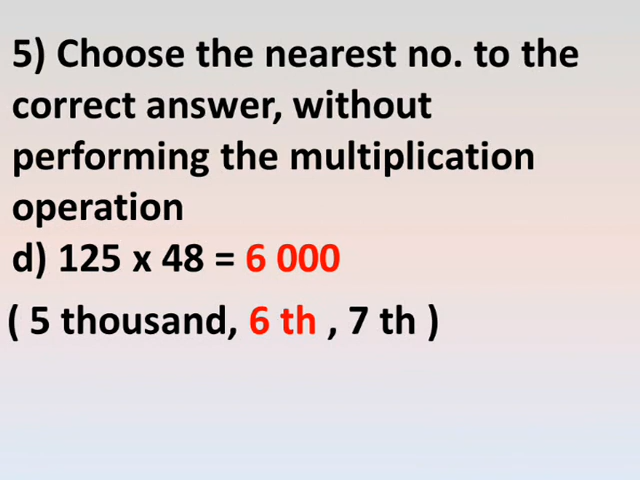 5) Choose the nearest no. to the
correct answer, without
performing the multiplication
operation
d) 125 x 48 = 6 000
( 5 thousand, 6 th , 7 th )